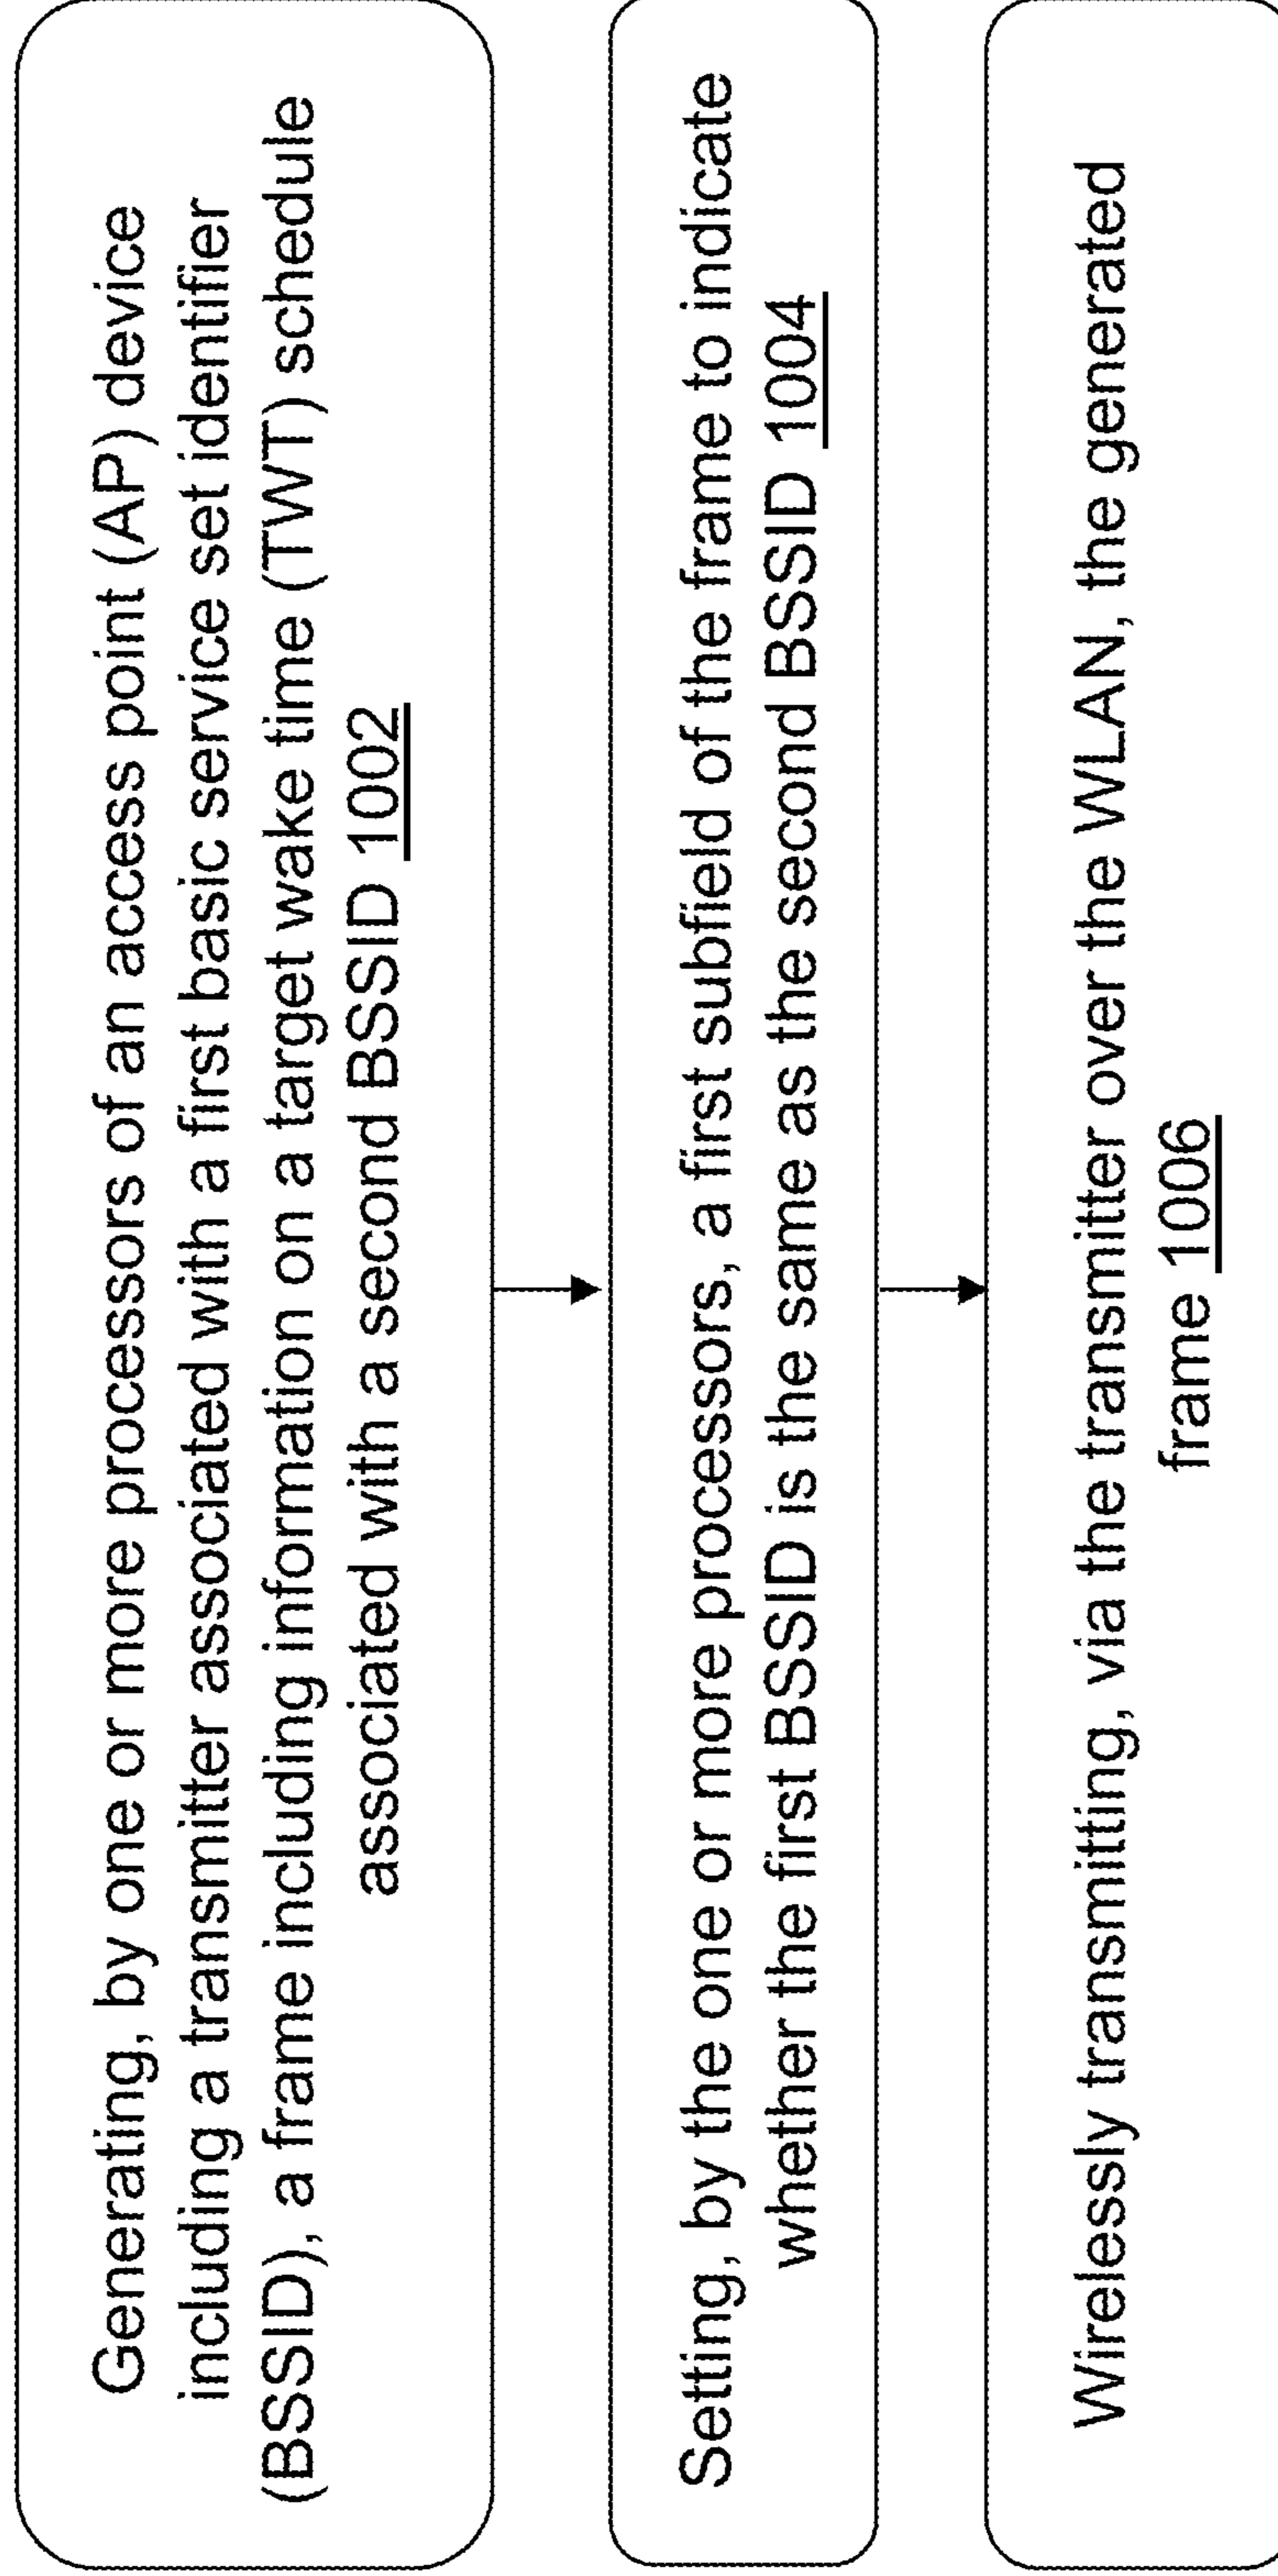 Generating, by one or more processors of an access point (AP) device
including a transmitter associated with a first basic service set identifier
(BSSID), a frame including information on a target wake time (TWT) schedule
associated with a second BSSID 1002
Setting, by the one or more processors, a first subfield of the frame to indicate
whether the first BSSID is the same as the second BSSID 1004
Wirelessly transmitting, via the transmitter over the WLAN, the generated
frame 1006